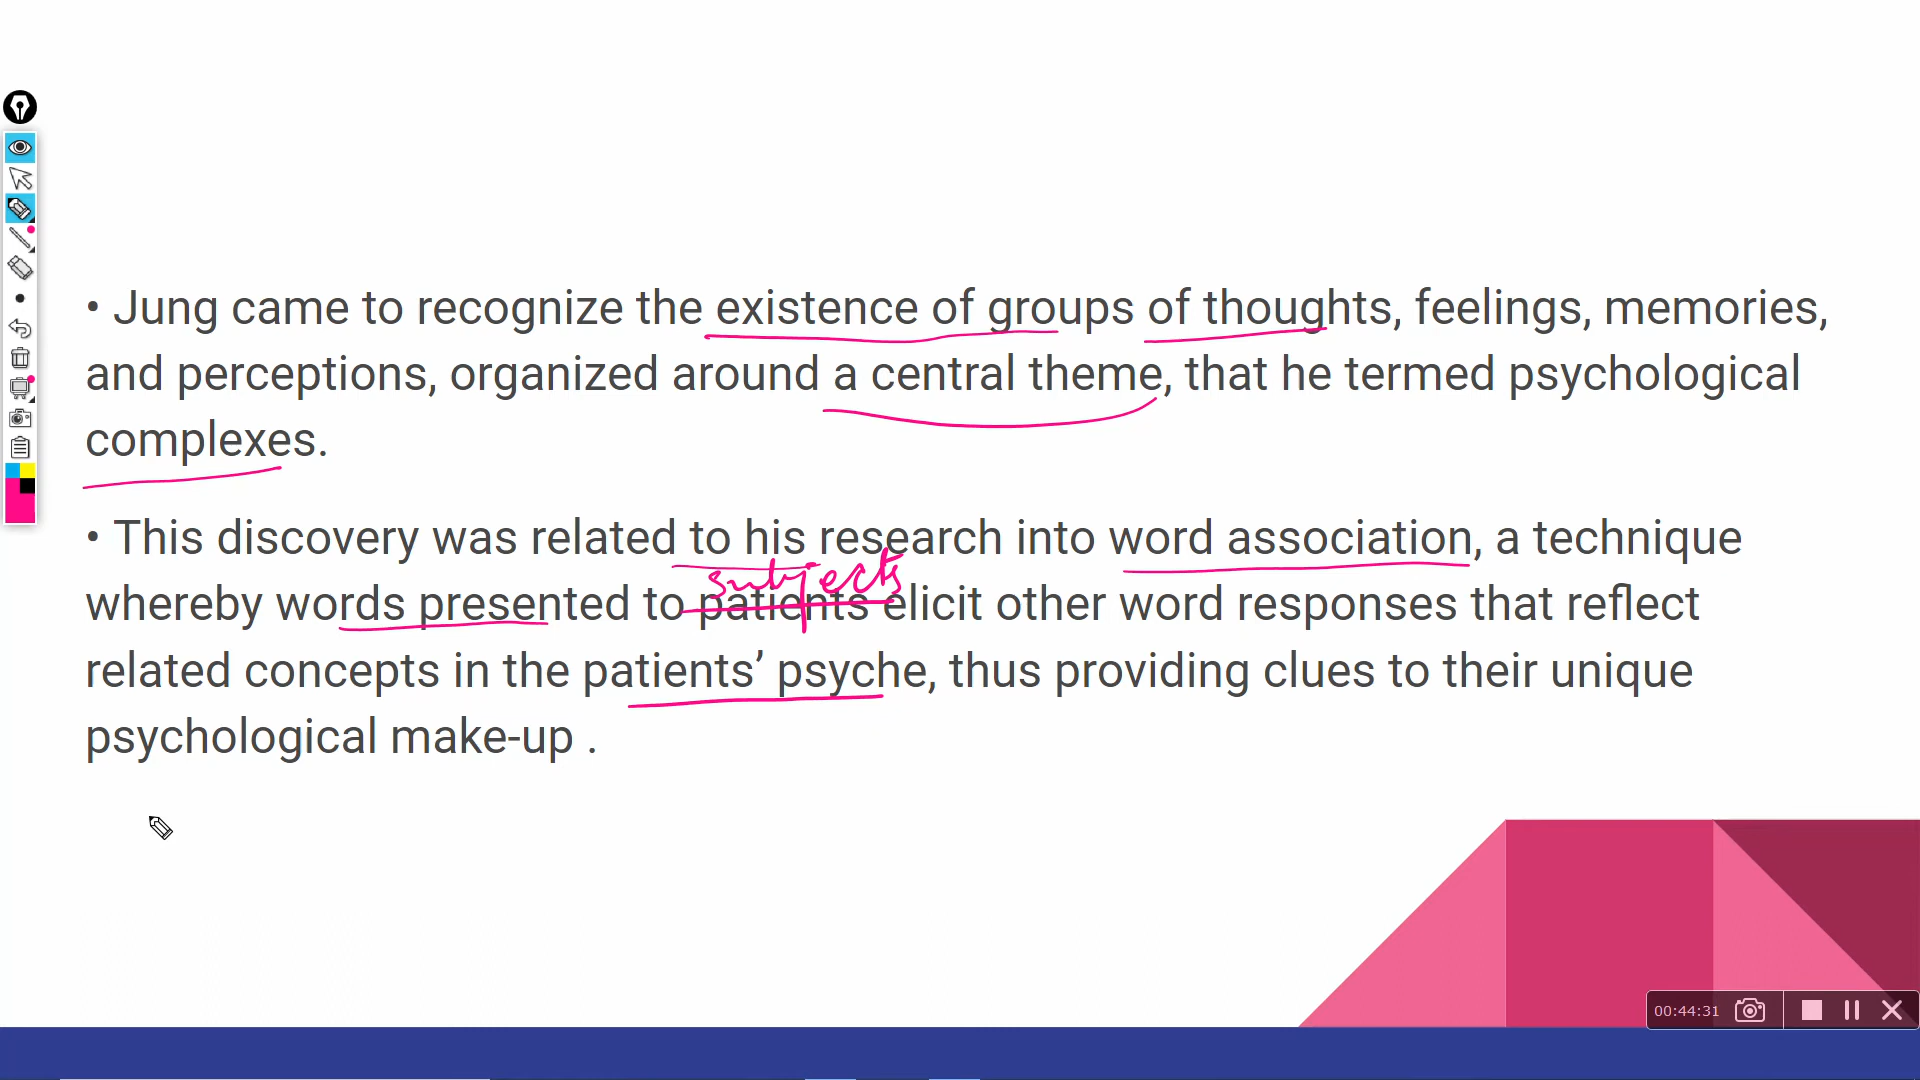 • Jung came to recognize the existence of groups of thoughts, feelings, memories,
and perceptions, organized around a central theme, that he termed psychological
complexes.
• This discovery was related to his research into word association, a technique
subjects
whereby words presented to patients elicit other word responses that reflect
related concepts in the patients’ psyche, thus providing clues to their unique
psychological make-up .
00:44:31